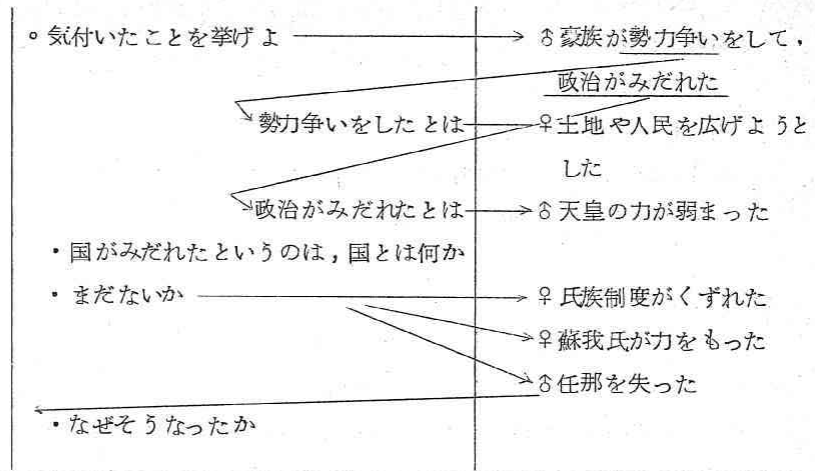 ○気付いたことを挙げよ
♂豪族が勢力争いをして,
政治がみだれた
勢力争いをしたとは
♀土地や人民を広げようと
した
政治がみだれたとは
♂天皇の力が弱まった
・国がみだれたというのは,国とは何か
・まだないか
♀氏族制度がくずれた
♀蘇我氏が力をもった
♂任那を失った
・なぜそうなったか